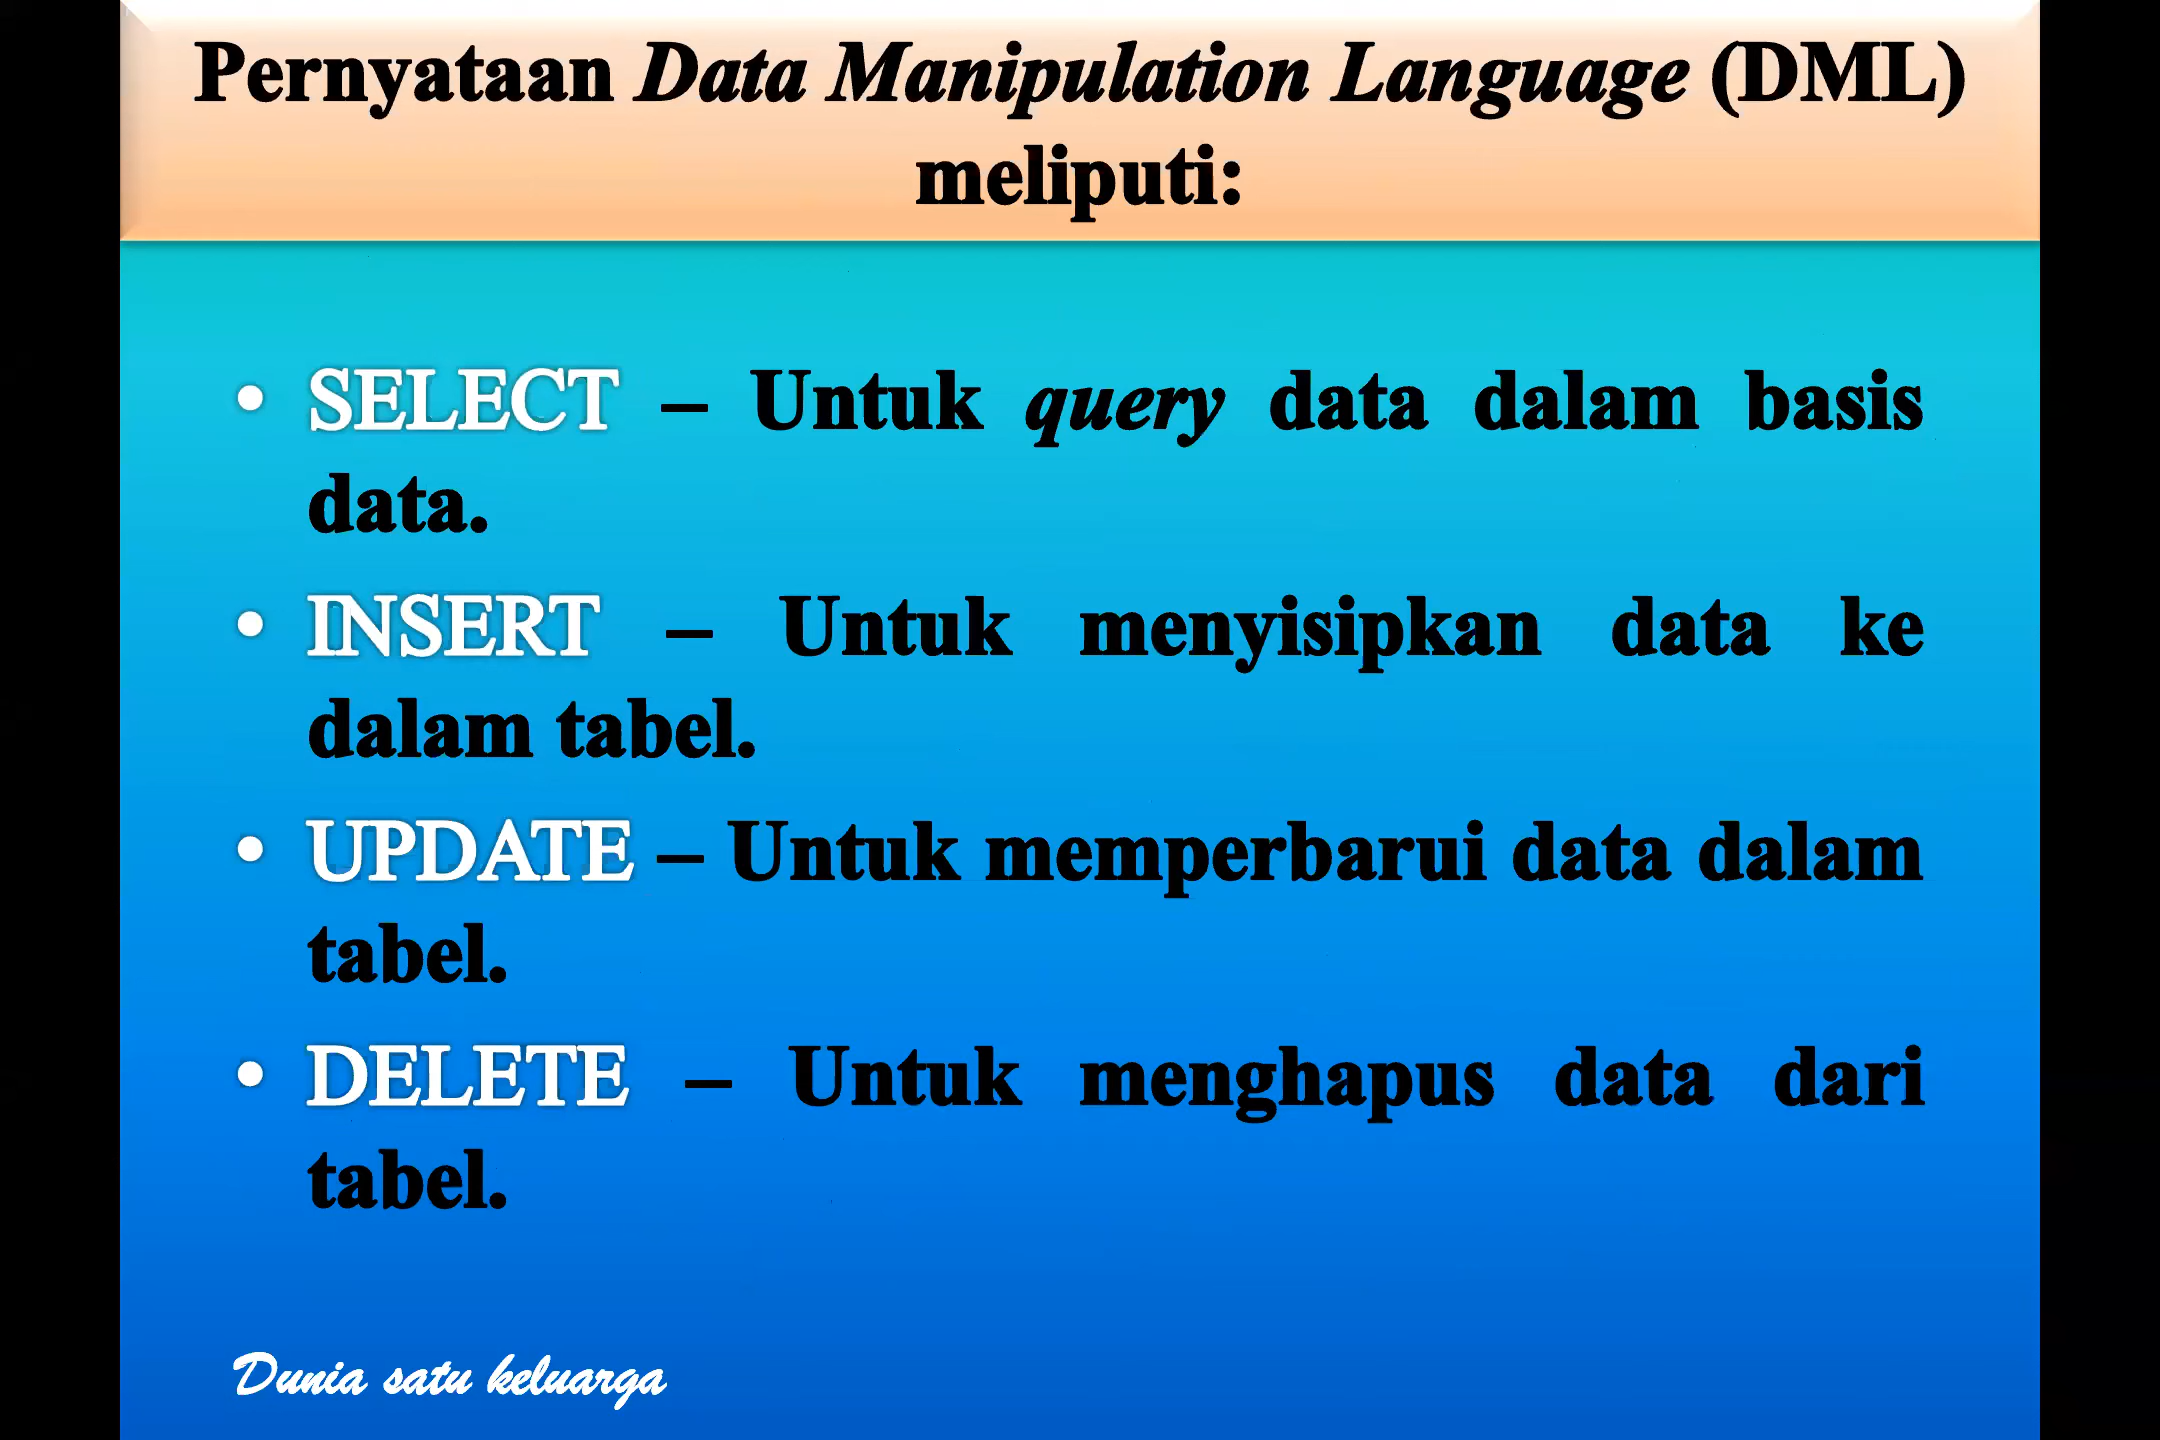 Pernyataan Data Manipulation Language (DML)
meliputi:
• SELECT – Untuk query data dalam basis
data.
• INSERT – Untuk menyisipkan data ke
dalam tabel.
• UPDATE – Untuk memperbarui data dalam
tabel.
• DELETE – Untuk menghapus data dari
tabel.
Dunia satu keluarga